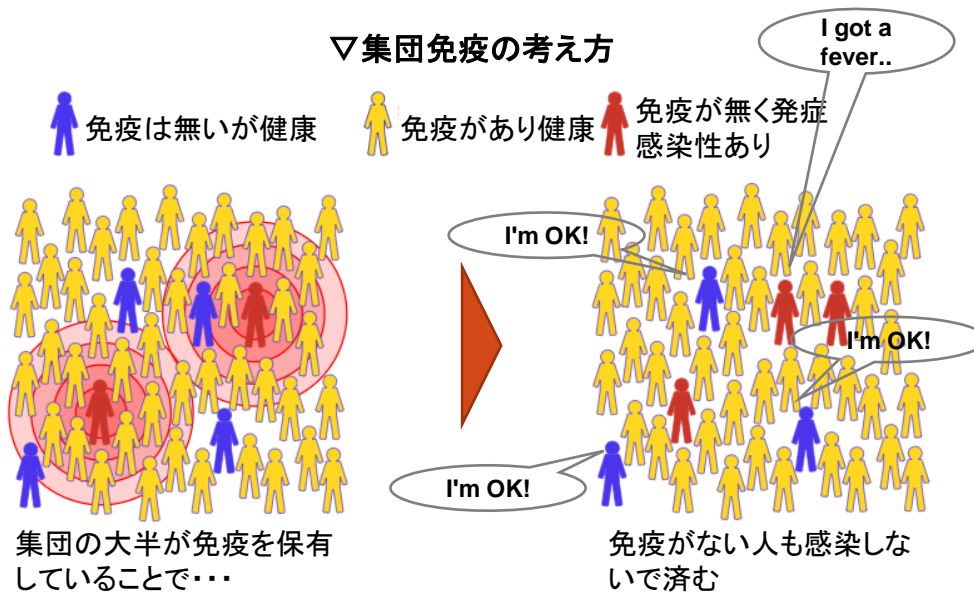 ▽集団免疫の考え方
I got a
fever..
免疫は無いが健康
免疫があり健康
免疫が無く発症
感染性あり
I'm OK!
I'm OK!
I'm OK!
集団の大半が免疫を保有
していることで・・・
免疫がない人も感染しな
いで済む